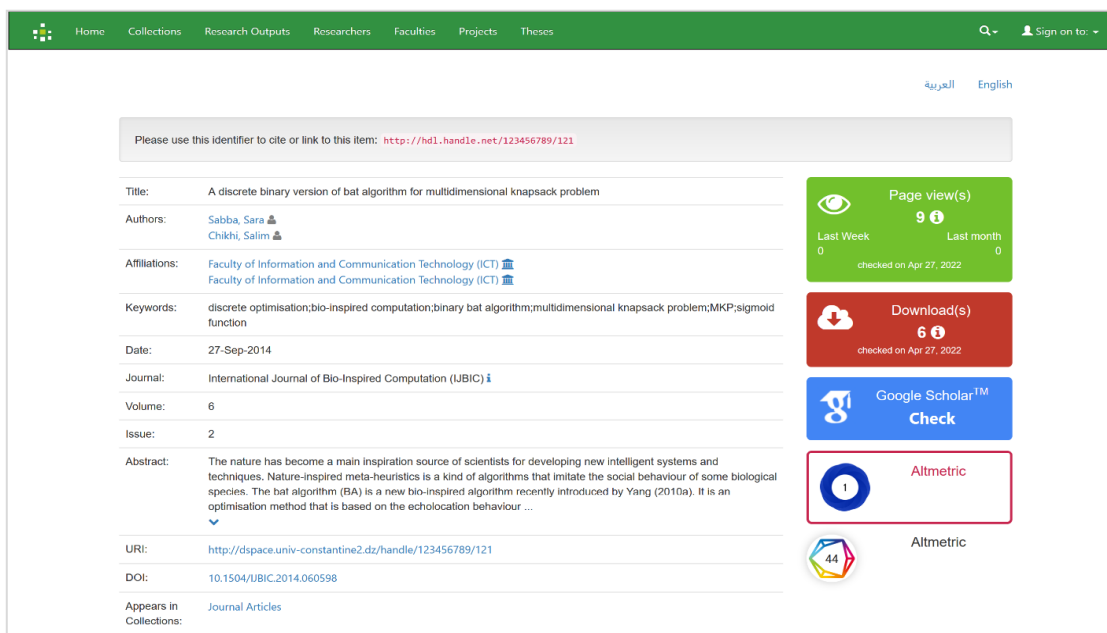 Home Collections Research Outputs Researchers Faculties Projects Theses Sign on to:
العربية English
Please use this identifier to cite or link to this item: http://hdl.handle.net/123456789/121
Title: A discrete binary version of bat algorithm for multidimensional knapsack problem
Authors: Sabba, Sara
Chikhi, Salim
Affiliations: Faculty of Information and Communication Technology (ICT)
Faculty of Information and Communication Technology (ICT)
Keywords: discrete optimisation;bio-inspired computation;binary bat algorithm;multidimensional knapsack problem;MKP;sigmoid
function
Date: 27-Sep-2014
Journal: International Journal of Bio-Inspired Computation (IJBIC)
Volume: 6
Issue: 2
Abstract: The nature has become a main inspiration source of scientists for developing new intelligent systems and
techniques. Nature-inspired meta-heuristics is a kind of algorithms that imitate the social behaviour of some biological
species. The bat algorithm (BA) is a new bio-inspired algorithm recently introduced by Yang (2010a). It is an
optimisation method that is based on the echolocation behaviour ...
URI: http://dspace.univ-constantine2.dz/handle/123456789/121
DOI: 10.1504/IJBIC.2014.060598
Appears in Journal Articles
Collections:
Page view(s)
9
Last Week Last month
0 0
checked on Apr 27, 2022
Download(s)
6
checked on Apr 27, 2022
Google Scholar™
Check
Altmetric
1
Altmetric
44